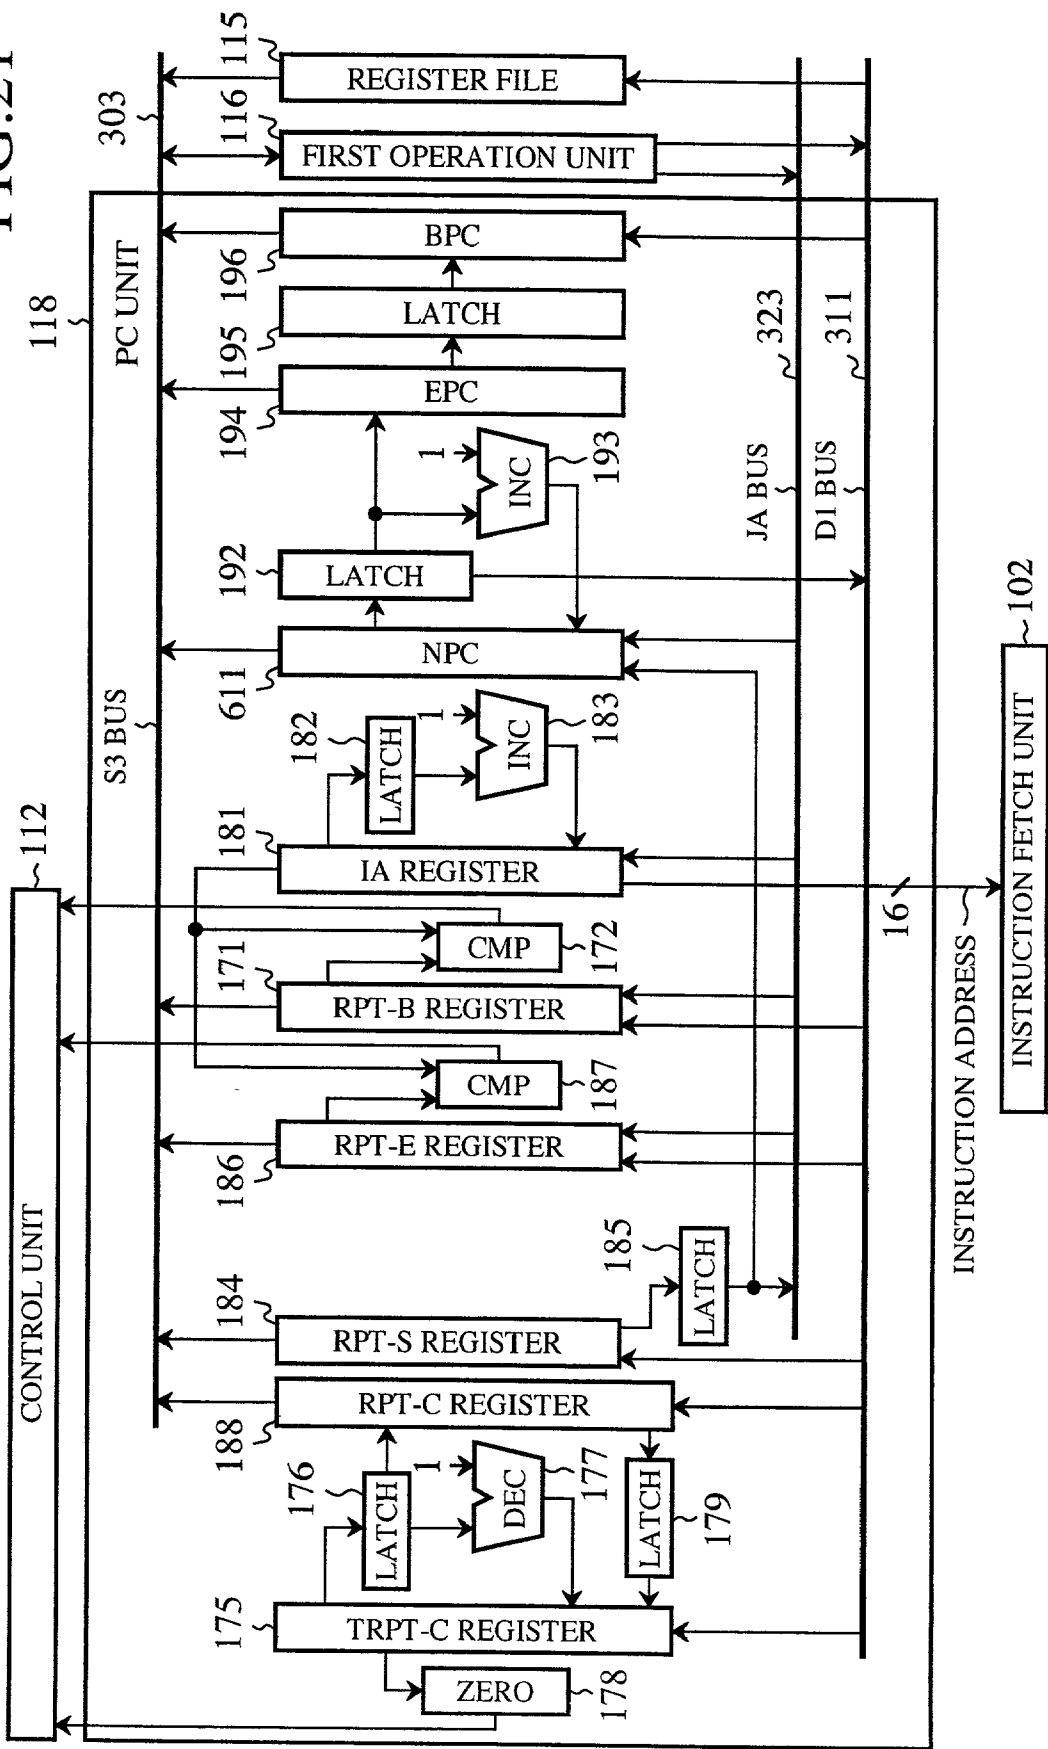 FIG.21
CONTROL UNIT
112
118
PC UNIT
S3 BUS
303
175
TRPT-C REGISTER
ZERO
178
176
LATCH
1
DEC
177
LATCH
179
188
RPT-C REGISTER
184
RPT-S REGISTER
185
LATCH
186
RPT-E REGISTER
CMP
187
171
RPT-B REGISTER
CMP
172
181
IA REGISTER
182
LATCH
1
INC
183
611
NPC
192
LATCH
1
INC
193
194
EPC
195
LATCH
196
BPC
116
FIRST OPERATION UNIT
115
REGISTER FILE
JA BUS
323
D1 BUS
311
16
INSTRUCTION ADDRESS
INSTRUCTION FETCH UNIT
102